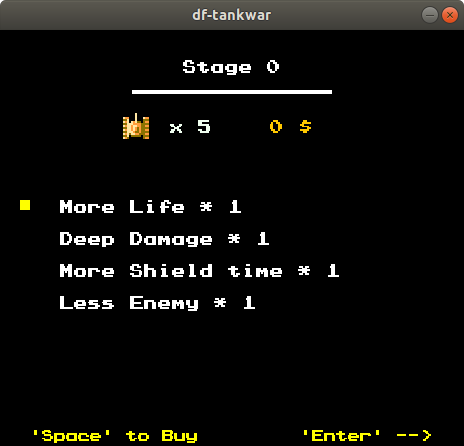 df-tankwar
Stage 0
x 5 0 $
More Life * 1
Deep Damage * 1
More Shield time * 1
Less Enemy * 1
'Space' to Buy 'Enter' -->